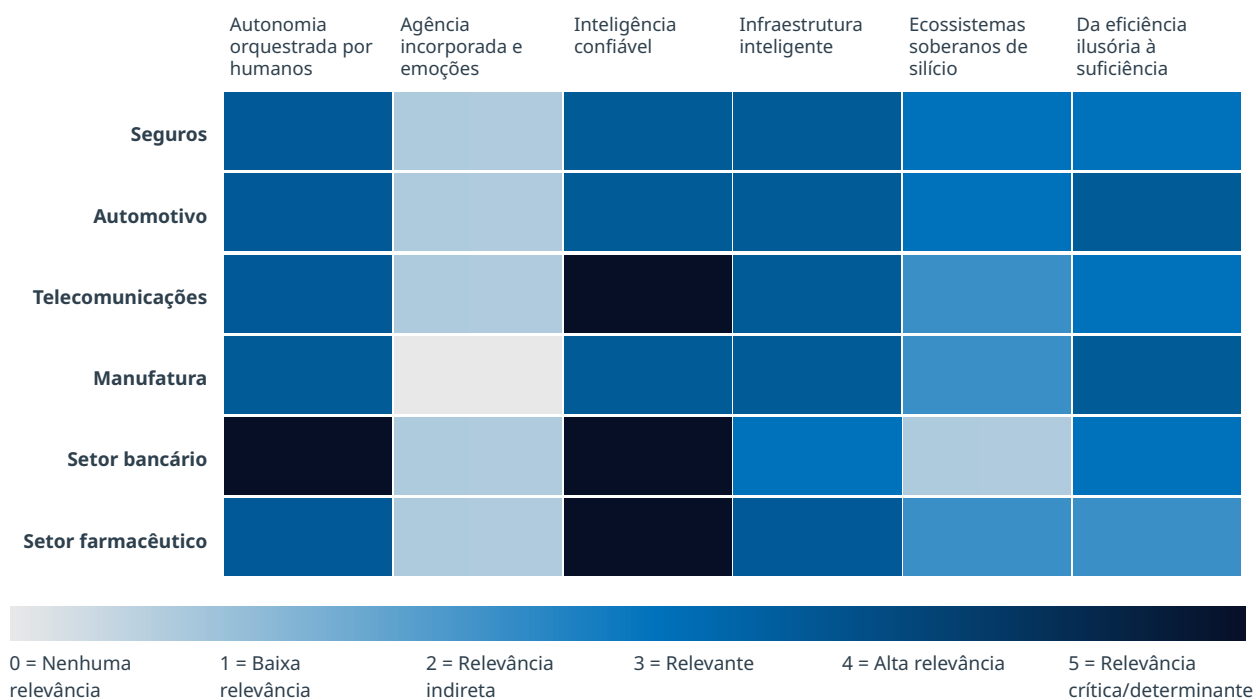 Autonomia
orquestrada por
humanos
Agência
incorporada e
emoções
Inteligência
confiável
Infraestrutura
inteligente
Ecossistemas
soberanos de
silício
Da eficiência
ilusória à
suficiência
Seguros
Automotivo
Telecomunicações
Manufatura
Setor bancário
Setor farmacêutico
0 = Nenhuma
relevância
1 = Baixa
relevância
2 = Relevância
indireta
3 = Relevante
4 = Alta relevância
5 = Relevância
crítica/determinante